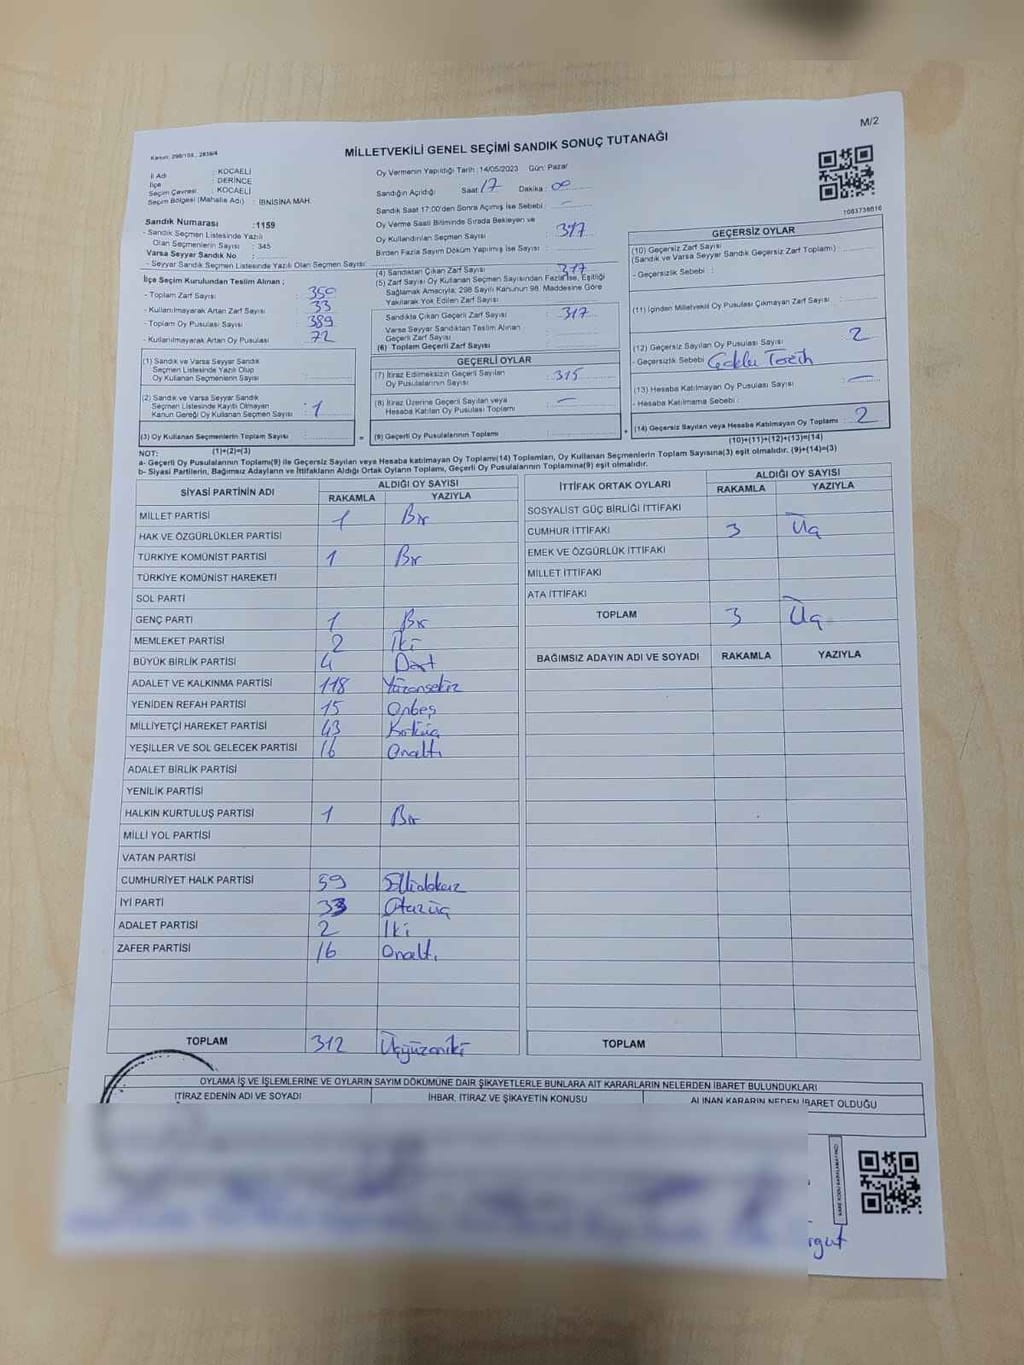 M/2
Kanun: 298/105 , 2839/4
MİLLETVEKİLİ GENEL SEÇİMİ SANDIK SONUÇ TUTANAĞI
İl Adı : KOCAELİ
İlçe : DERİNCE
Seçim Çevresi : KOCAELİ
Seçim Bölgesi (Mahalle Adı) : İBNİSİNA MAH.
Oy Vermenin Yapıldığı Tarih :14/05/2023 Gün: Pazar
Sandığın Açıldığı Saat : 17 Dakika : 00
Sandık Saat 17:00'den Sonra Açımış İse Sebebi : —
Oy Verme Saati Bitiminde Sırada Bekleyen ve
Oy Kullandırılan Seçmen Sayısı : 317
Birden Fazla Sayım Döküm Yapılmış İse Sayısı :
Sandık Numarası :1159
- Sandık Seçmen Listesinde Yazılı
Olan Seçmenlerin Sayısı : 345
Varsa Seyyar Sandık No :
- Seyyar Sandık Seçmen Listesinde Yazılı Olan Seçmen Sayısı:
İlçe Seçim Kurulundan Teslim Alınan ;
- Toplam Zarf Sayısı : 350
- Kullanılmayarak Artan Zarf Sayısı : 33
- Toplam Oy Pusulası Sayısı : 389
- Kullanılmayarak Artan Oy Pusulası : 72
(4) Sandıktan Çıkan Zarf Sayısı : 317
(5) Zarf Sayısı Oy Kullanan Seçmen Sayısından Fazla İse, Eşitliği
Sağlamak Amacıyla, 298 Sayılı Kanunun 98. Maddesine Göre
Yakılarak Yok Edilen Zarf Sayısı :
Sandıkta Çıkan Geçerli Zarf Sayısı : 317
Varsa Seyyar Sandıktan Teslim Alınan
Geçerli Zarf Sayısı :
(6) Toplam Geçerli Zarf Sayısı :
1083738616
GEÇERSİZ OYLAR
(10) Geçersiz Zarf Sayısı
(Sandık ve Varsa Seyyar Sandık Geçersiz Zarf Toplamı) :
- Geçersizlik Sebebi :
(11) İçinden Milletvekili Oy Pusulası Çıkmayan Zarf Sayısı :
(12) Geçersiz Sayılan Oy Pusulası Sayısı : 2
- Geçersizlik Sebebi :
(13) Hesaba Katılmayan Oy Pusulası Sayısı : —
- Hesaba Katılmama Sebebi :
(14) Geçersiz Sayılan veya Hesaba Katılmayan Oy Toplamı : 2
(10)+(11)+(12)+(13)=(14)
(1) Sandık ve Varsa Seyyar Sandık
Seçmen Listesinde Yazılı Olup
Oy Kullanan Seçmenlerin Sayısı :
(2) Sandık ve Varsa Seyyar Sandık
Seçmen Listesinde Kayıtlı Olmayan
Kanun Gereği Oy Kullanan Seçmen Sayısı : 1
(3) Oy Kullanan Seçmenlerin Toplam Sayısı :
(1)+(2)=(3)
GEÇERLİ OYLAR
(7) İtiraz Edilmeksizin Geçerli Sayılan
Oy Pusulalarının Sayısı : 315
(8) İtiraz Üzerine Geçerli Sayılan veya
Hesaba Katılan Oy Pusulası Toplamı : —
(9) Geçerli Oy Pusulalarının Toplamı :
NOT:
a- Geçerli Oy Pusulalarının Toplamı(9) ile Geçersiz Sayılan veya Hesaba katılmayan Oy Toplamı(14) Toplamları, Oy Kullanan Seçmenlerin Toplam Sayısına(3) eşit olmalıdır. (9)+(14)=(3)
b- Siyasi Partilerin, Bağımsız Adayların ve İttifakların Aldığı Ortak Oyların Toplamı, Geçerli Oy Pusulalarının Toplamına(9) eşit olmalıdır.
SİYASİ PARTİNİN ADI ALDIĞI OY SAYISI
RAKAMLA YAZIYLA
MİLLET PARTİSİ 1 Bir
HAK VE ÖZGÜRLÜKLER PARTİSİ
TÜRKİYE KOMÜNİST PARTİSİ 1 Bir
TÜRKİYE KOMÜNİST HAREKETİ
SOL PARTİ
GENÇ PARTİ 1 Bir
MEMLEKET PARTİSİ 2 İki
BÜYÜK BİRLİK PARTİSİ 4 Dört
ADALET VE KALKINMA PARTİSİ 118 Yüzonsekiz
YENİDEN REFAH PARTİSİ 15 Onbeş
MİLLİYETÇİ HAREKET PARTİSİ 43 Kırküç
YEŞİLLER VE SOL GELECEK PARTİSİ 16 Onaltı
ADALET BİRLİK PARTİSİ
YENİLİK PARTİSİ
HALKIN KURTULUŞ PARTİSİ 1 Bir
MİLLİ YOL PARTİSİ
VATAN PARTİSİ
CUMHURİYET HALK PARTİSİ 59 Ellidokuz
İYİ PARTİ 33 Otuzüç
ADALET PARTİSİ 2 İki
ZAFER PARTİSİ 16 Onaltı
TOPLAM 312 Üçyüzoniki
İTTİFAK ORTAK OYLARI ALDIĞI OY SAYISI
RAKAMLA YAZIYLA
SOSYALİST GÜÇ BİRLİĞİ İTTİFAKI
CUMHUR İTTİFAKI 3 Üç
EMEK VE ÖZGÜRLÜK İTTİFAKI
MİLLET İTTİFAKI
ATA İTTİFAKI
TOPLAM 3 Üç
BAĞIMSIZ ADAYIN ADI VE SOYADI RAKAMLA YAZIYLA
TOPLAM
OYLAMA İŞ VE İŞLEMLERİNE VE OYLARIN SAYIM DÖKÜMÜNE DAİR ŞİKAYETLERLE BUNLARA AİT KARARLARIN NELERDEN İBARET BULUNDUKLARI
İTİRAZ EDENİN ADI VE SOYADI İHBAR, İTİRAZ VE ŞİKAYETİN KONUSU ALINAN KARARIN NEDEN İBARET OLDUĞU